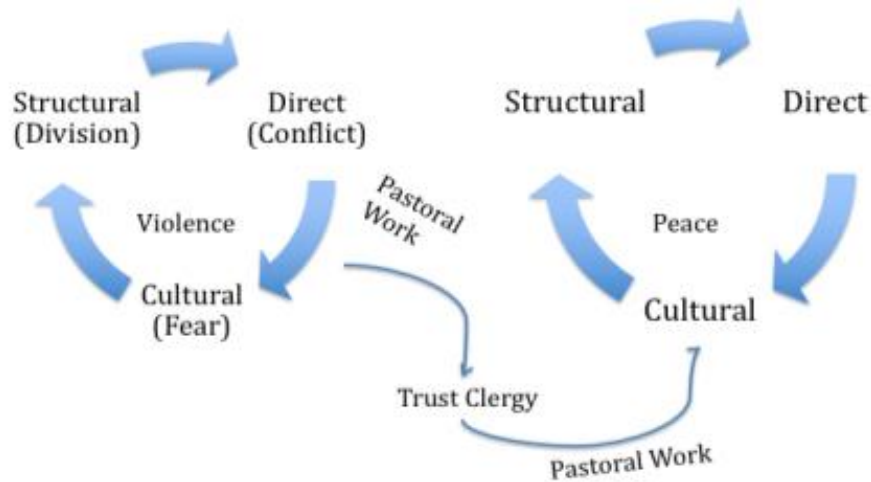 Structural
(Division)
Direct
(Conflict)
Violence
Cultural
(Fear)
Pastoral
Work
Trust Clergy
Pastoral Work
Structural
Direct
Peace
Cultural